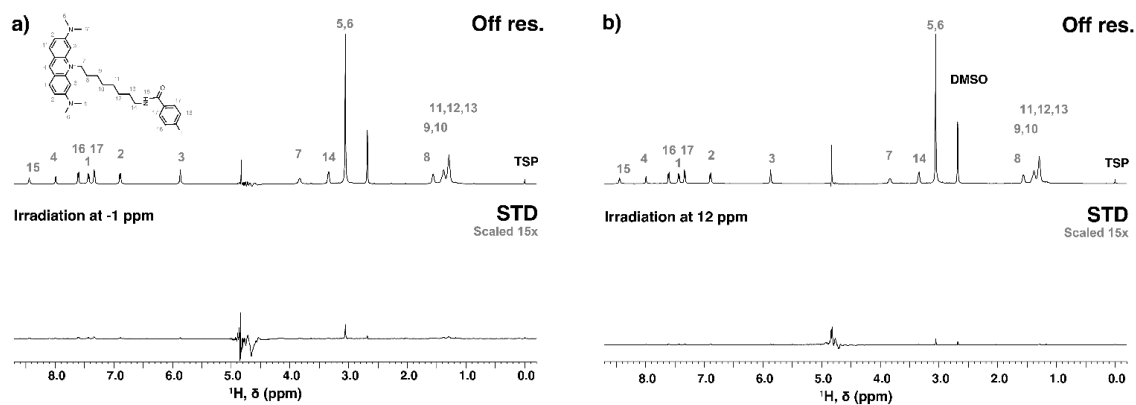 a)
Off res.
5,6
11,12,13
9,10
16 17
15 4 1 2 3 7 14 8
TSP
Irradiation at -1 ppm
STD
Scaled 15x
8.0 7.0 6.0 5.0 4.0 3.0 2.0 1.0 0.0
¹H, δ (ppm)
b)
Off res.
5,6
DMSO
11,12,13
9,10
16 17
15 4 1 2 3 7 14 8
TSP
Irradiation at 12 ppm
STD
Scaled 15x
8.0 7.0 6.0 5.0 4.0 3.0 2.0 1.0 0.0
¹H, δ (ppm)